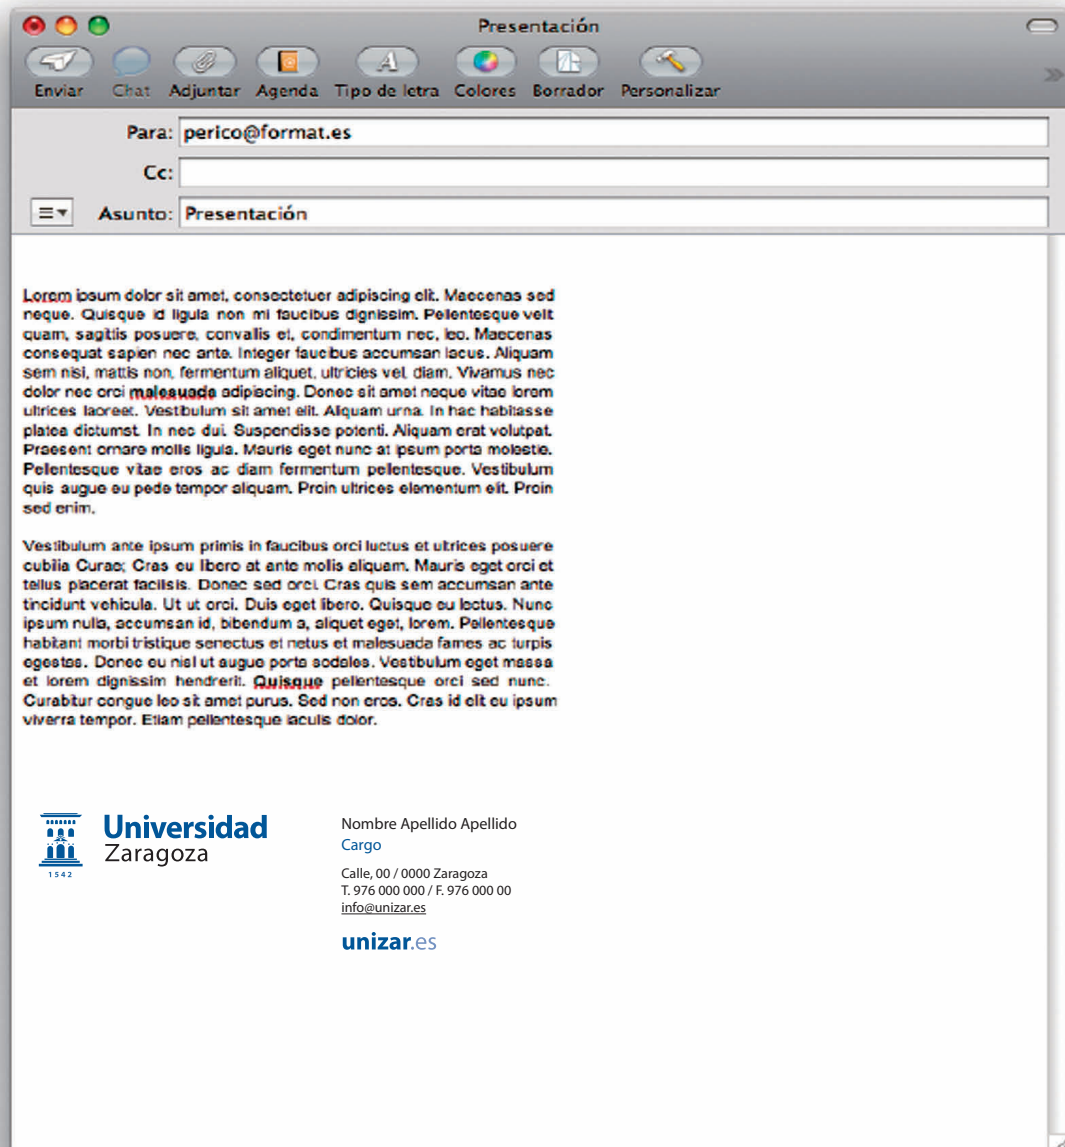 Presentación
Enviar Chat Adjuntar Agenda Tipo de letra Colores Borrador Personalizar
Para: perico@format.es
Cc:
Asunto: Presentación
Lorem ipsum dolor sit amet, consectetuer adipiscing elit. Maecenas sed
neque. Quisque id ligula non mi faucibus dignissim. Pellentesque velit
quam, sagittis posuere, convallis et, condimentum nec, leo. Maecenas
consequat sapien nec ante. Integer faucibus accumsan lacus. Aliquam
sem nisi, mattis non, fermentum aliquet, ultricies vel, diam. Vivamus nec
dolor nec orci malesuada adipiscing. Donec sit amet neque vitae lorem
ultrices laoreet. Vestibulum sit amet elit. Aliquam urna. In hac habitasse
platea dictumst. In nec dui. Suspendisse potenti. Aliquam erat volutpat.
Praesent ornare mollis ligula. Mauris eget nunc at ipsum porta molestie.
Pellentesque vitae eros ac diam fermentum pellentesque. Vestibulum
quis augue eu pede tempor aliquam. Proin ultrices elementum elit. Proin
sed enim.
Vestibulum ante ipsum primis in faucibus orci luctus et ultrices posuere
cubilia Curae; Cras eu libero at ante mollis aliquam. Mauris eget orci et
tellus placerat facilisis. Donec sed orci. Cras quis sem accumsan ante
tincidunt vehicula. Ut ut orci. Duis eget libero. Quisque eu lectus. Nunc
ipsum nulla, accumsan id, bibendum a, aliquet eget, lorem. Pellentesque
habitant morbi tristique senectus et netus et malesuada fames ac turpis
egestas. Donec eu nisl ut augue porta sodales. Vestibulum eget massa
et lorem dignissim hendrerit. Quisque pellentesque orci sed nunc.
Curabitur congue leo sit amet purus. Sed non eros. Cras id elit eu ipsum
viverra tempor. Etiam pellentesque iaculis dolor.
Universidad
Zaragoza
1542
Nombre Apellido Apellido
Cargo
Calle, 00 / 0000 Zaragoza
T. 976 000 000 / F. 976 000 00
info@unizar.es
unizar.es